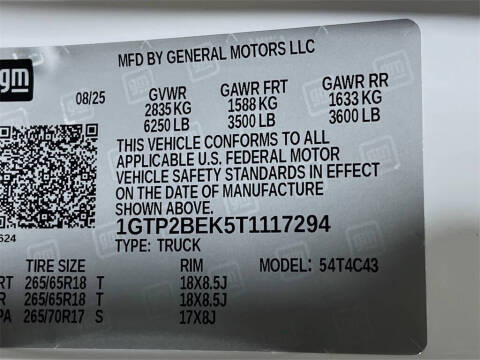 MFD BY GENERAL MOTORS LLC
gm
08/25 GVWR GAWR FRT GAWR RR
2835 KG 1588 KG 1633 KG
6250 LB 3500 LB 3600 LB
THIS VEHICLE CONFORMS TO ALL
APPLICABLE U.S. FEDERAL MOTOR
VEHICLE SAFETY STANDARDS IN EFFECT
ON THE DATE OF MANUFACTURE
SHOWN ABOVE.
624 1GTP2BEK5T1117294
TYPE: TRUCK
TIRE SIZE RIM MODEL: 54T4C43
RT 265/65R18 T 18X8.5J
R 265/65R18 T 18X8.5J
PA 265/70R17 S 17X8J